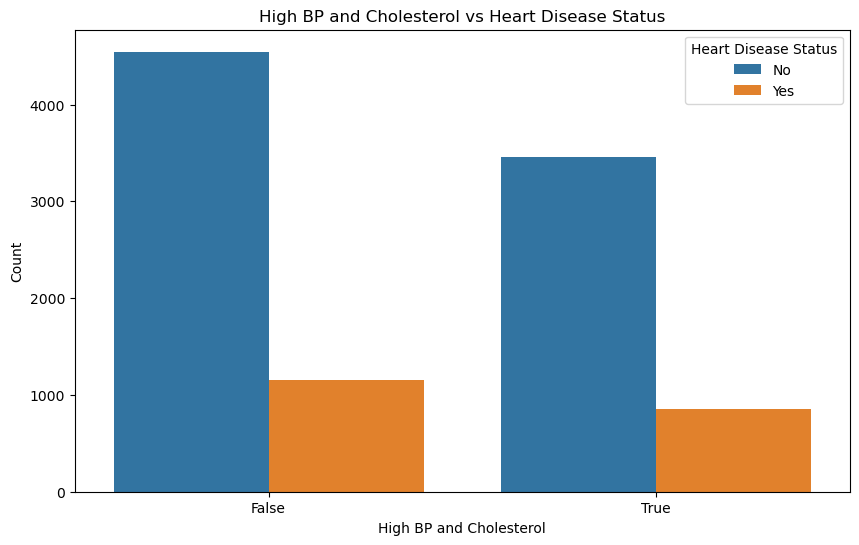 High BP and Cholesterol vs Heart Disease Status
Heart Disease Status
No
Yes
4000
3000
2000
1000
0
Count
False
True
High BP and Cholesterol